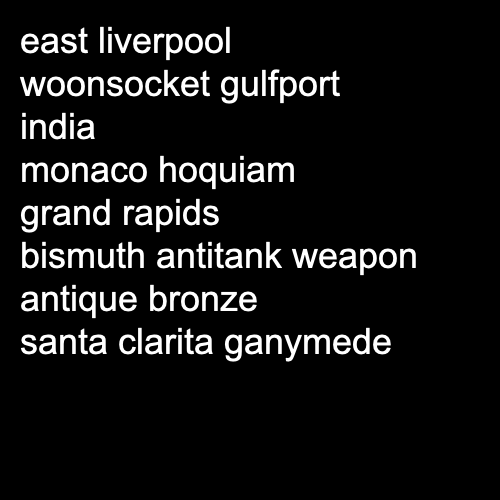 east liverpool
woonsocket gulfport
india
monaco hoquiam
grand rapids
bismuth antitank weapon
antique bronze
santa clarita ganymede